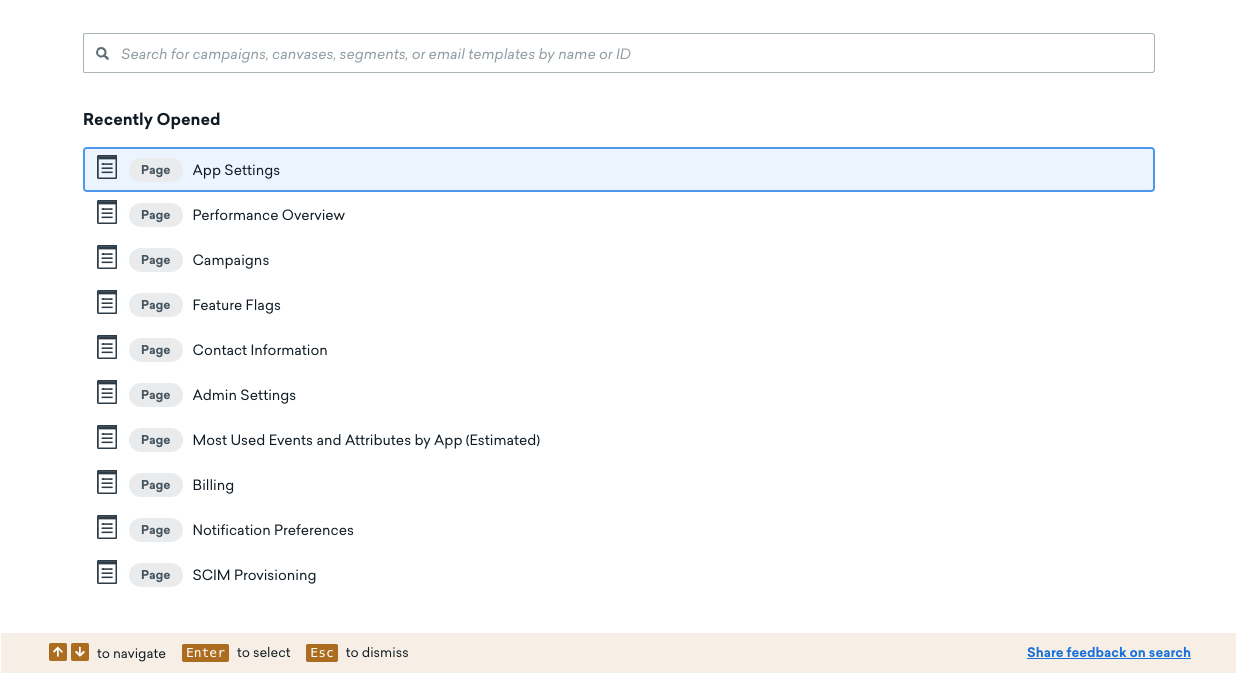 Search for campaigns, canvases, segments, or email templates by name or ID
Recently Opened
Page App Settings
Page Performance Overview
Page Campaigns
Page Feature Flags
Page Contact Information
Page Admin Settings
Page Most Used Events and Attributes by App (Estimated)
Page Billing
Page Notification Preferences
Page SCIM Provisioning
↑ ↓ to navigate Enter to select Esc to dismiss Share feedback on search